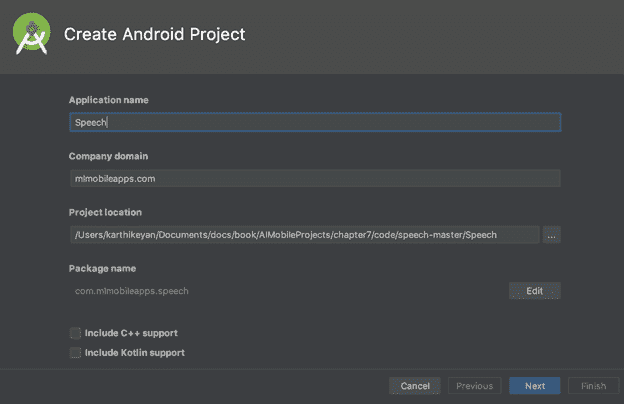 Create Android Project
Application name
Speech
Company domain
mlmobileapps.com
Project location
/Users/karthikeyan/Documents/docs/book/AIMobileProjects/chapter7/code/speech-master/Speech
...
Package name
com.mlmobileapps.speech
Edit
Include C++ support
Include Kotlin support
Cancel Previous Next Finish